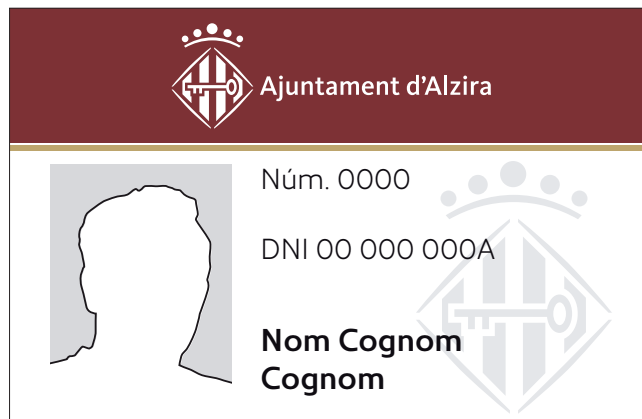 Ajuntament d'Alzira
Núm. 0000
DNI 00 000 000A
Nom Cognom
Cognom